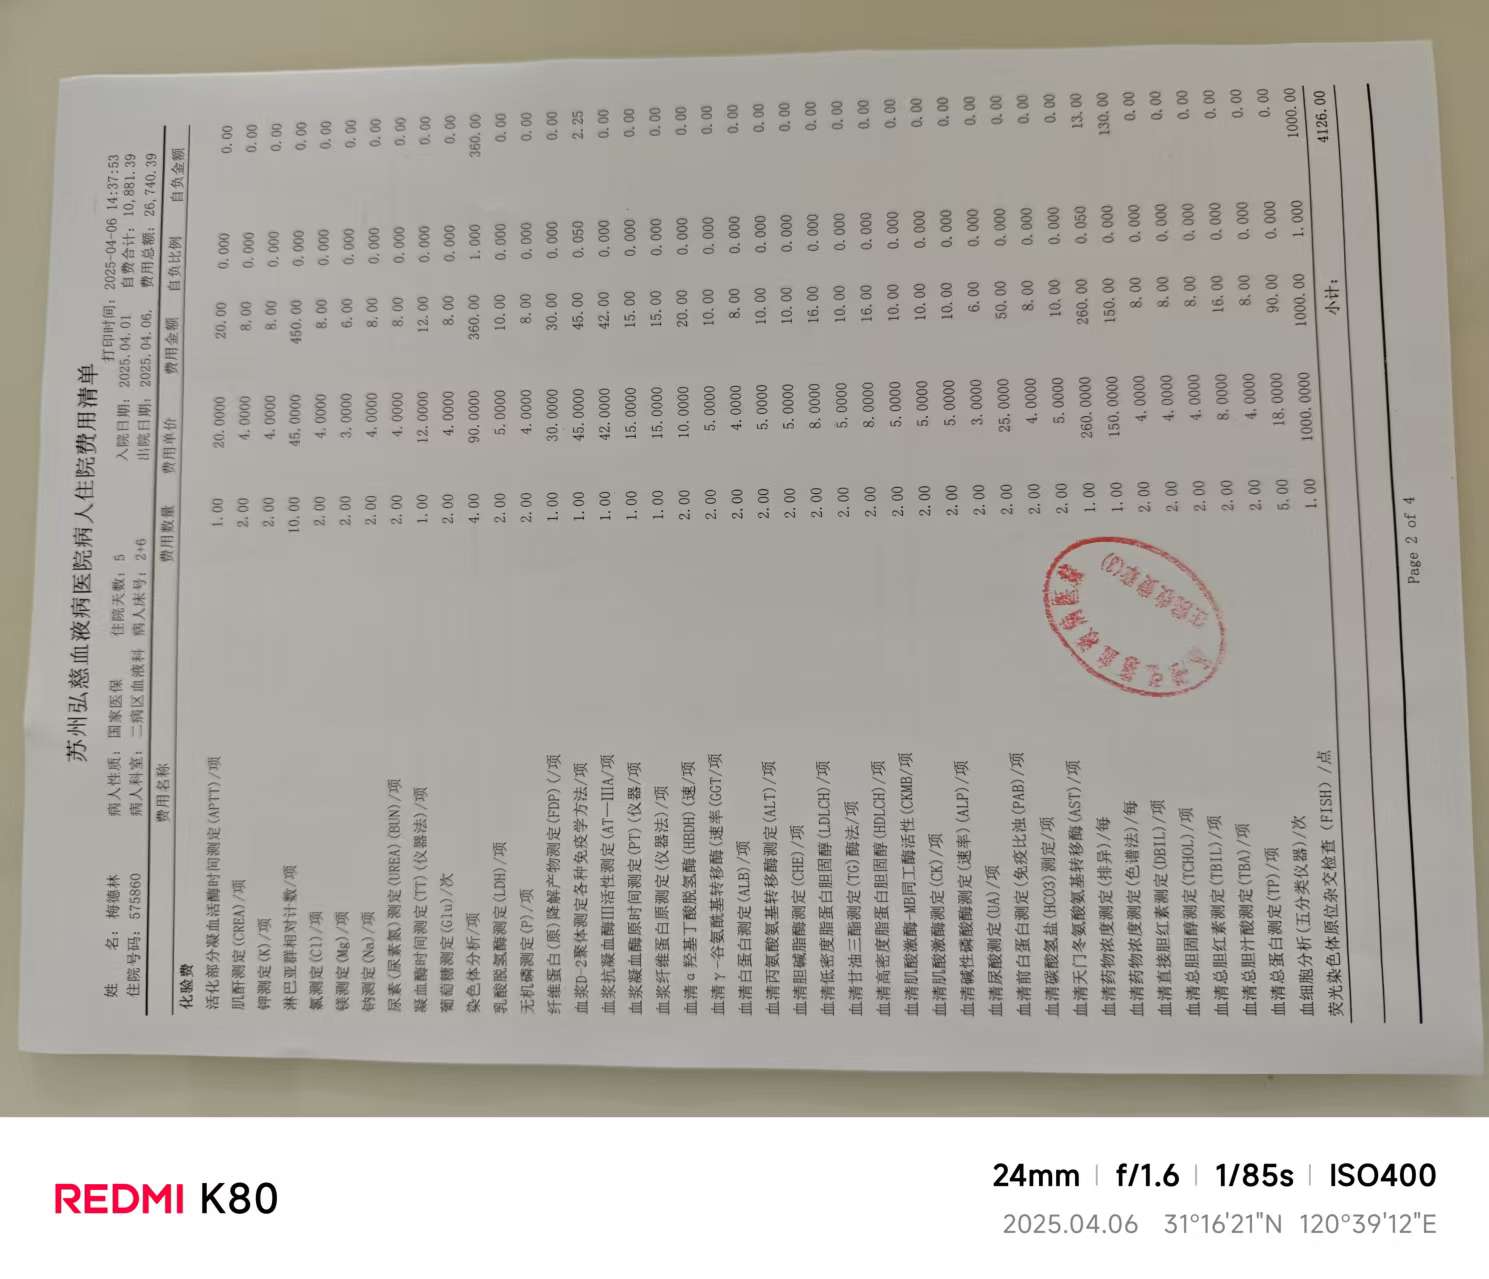 苏州弘慈血液病医院病人住院费用清单
打印时间: 2025-04-06 14:37:53
姓 名: 梅德林 病人性质: 国家医保 住院天数: 5 入院日期: 2025.04.01 自费合计: 10,881.39
住院号码: 575860 病人科室: 二病区血液科 病人床号: 2+6 出院日期: 2025.04.06. 费用总额: 26,740.39
费用名称 费用数量 费用单价 费用金额 自负比例 自负金额
化验费
活化部分凝血活酶时间测定(APTT)/项 1.00 20.0000 20.00 0.000 0.00
肌酐测定(CREA)/项 2.00 4.0000 8.00 0.000 0.00
钾测定(K)/项 2.00 4.0000 8.00 0.000 0.00
淋巴亚群相对计数/项 10.00 45.0000 450.00 0.000 0.00
氯测定(Cl)/项 2.00 4.0000 8.00 0.000 0.00
镁测定(Mg)/项 2.00 3.0000 6.00 0.000 0.00
钠测定(Na)/项 2.00 4.0000 8.00 0.000 0.00
尿素(尿素氮)测定(UREA)(BUN)/项 2.00 4.0000 8.00 0.000 0.00
凝血酶时间测定(TT)(仪器法)/项 1.00 12.0000 12.00 0.000 0.00
葡萄糖测定(Glu)/次 2.00 4.0000 8.00 0.000 0.00
染色体分析/项 4.00 90.0000 360.00 1.000 360.00
乳酸脱氢酶测定(LDH)/项 2.00 5.0000 10.00 0.000 0.00
无机磷测定(P)/项 2.00 4.0000 8.00 0.000 0.00
纤维蛋白(原)降解产物测定(FDP)(/项 1.00 30.0000 30.00 0.000 0.00
血浆D-2聚体测定各种免疫学方法/项 1.00 45.0000 45.00 0.050 2.25
血浆抗凝血酶III活性测定(AT—IIIA/项 1.00 42.0000 42.00 0.000 0.00
血浆凝血酶原时间测定(PT)(仪器/项 1.00 15.0000 15.00 0.000 0.00
血浆纤维蛋白原测定(仪器法)/项 1.00 15.0000 15.00 0.000 0.00
血清α羟基丁酸脱氢酶(HBDH)(速/项 2.00 10.0000 20.00 0.000 0.00
血清γ-谷氨酰基转移酶(速率(GGT/项 2.00 5.0000 10.00 0.000 0.00
血清白蛋白测定(ALB)/项 2.00 4.0000 8.00 0.000 0.00
血清丙氨酸氨基转移酶测定(ALT)/项 2.00 5.0000 10.00 0.000 0.00
血清胆碱脂酶测定(CHE)/项 2.00 5.0000 10.00 0.000 0.00
血清低密度脂蛋白胆固醇(LDLCH)/项 2.00 8.0000 16.00 0.000 0.00
血清甘油三酯测定(TG)酶法/项 2.00 5.0000 10.00 0.000 0.00
血清高密度脂蛋白胆固醇(HDLCH)/项 2.00 8.0000 16.00 0.000 0.00
血清肌酸激酶-MB同工酶活性(CKMB/项 2.00 5.0000 10.00 0.000 0.00
血清肌酸激酶测定(CK)/项 2.00 5.0000 10.00 0.000 0.00
血清碱性磷酸酶测定(速率)(ALP)/项 2.00 5.0000 10.00 0.000 0.00
血清尿酸测定(UA)/项 2.00 3.0000 6.00 0.000 0.00
血清前白蛋白测定(免疫比浊(PAB)/项 2.00 25.0000 50.00 0.000 0.00
血清碳酸氢盐(HCO3)测定/项 2.00 4.0000 8.00 0.000 0.00
血清天门冬氨酸氨基转移酶(AST)/项 2.00 5.0000 10.00 0.000 0.00
血清药物浓度测定(排异)/每 1.00 260.0000 260.00 0.050 13.00
血清药物浓度测定(色谱法)/每 1.00 150.0000 150.00 0.000 130.00
血清直接胆红素测定(DBIL)/项 2.00 4.0000 8.00 0.000 0.00
血清总胆固醇测定(TCHOL)/项 2.00 4.0000 8.00 0.000 0.00
血清总胆红素测定(TBIL)/项 2.00 4.0000 8.00 0.000 0.00
血清总胆汁酸测定(TBA)/项 2.00 8.0000 16.00 0.000 0.00
血清总蛋白测定(TP)/项 2.00 4.0000 8.00 0.000 0.00
血细胞分析(五分类仪器)/次 5.00 18.0000 90.00 0.000 0.00
荧光染色体原位杂交检查(FISH)/点 1.00 1000.0000 1000.00 1.000 1000.00
小计: 4126.00
Page 2 of 4
REDMI K80
24mm | f/1.6 | 1/85s | ISO400
2025.04.06 31°16'21"N 120°39'12"E